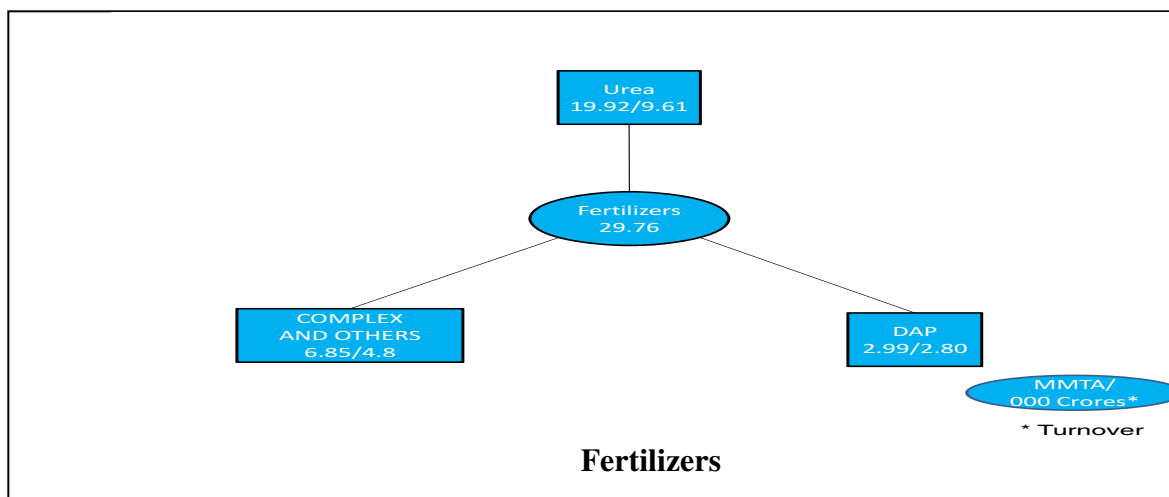 Urea
19.92/9.61
Fertilizers
29.76
COMPLEX
AND OTHERS
6.85/4.8
DAP
2.99/2.80
MMTA/
000 Crores*
* Turnover
Fertilizers